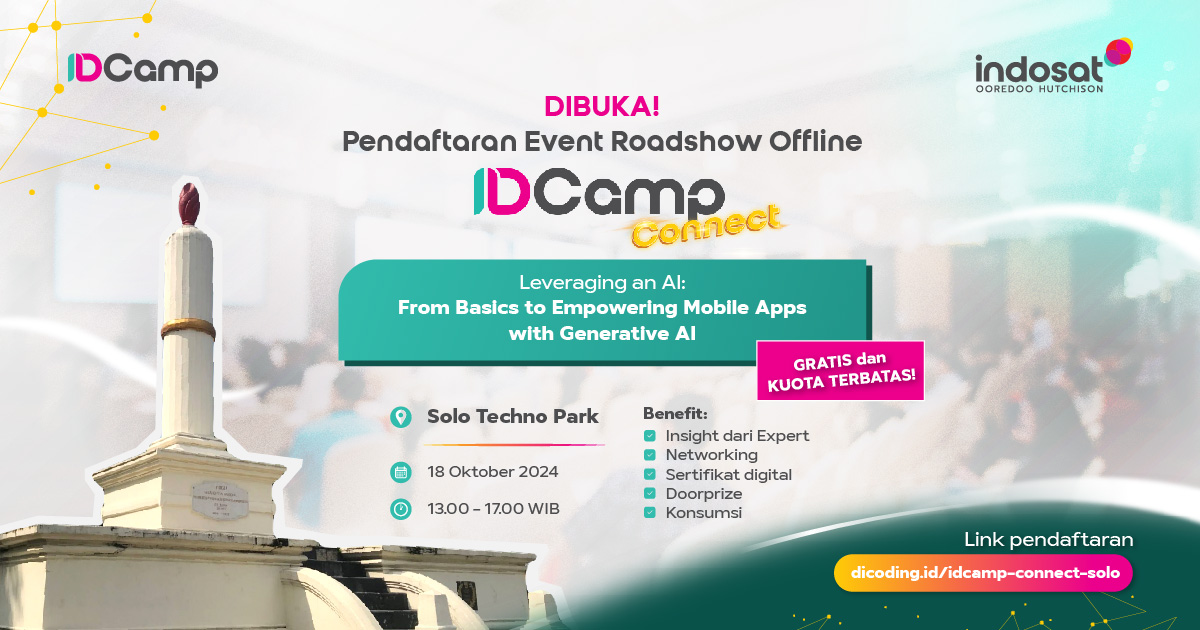 IDCamp
indosat
OOREDOO HUTCHISON
DIBUKA!
Pendaftaran Event Roadshow Offline
IDCamp
Connect
Leveraging an AI:
From Basics to Empowering Mobile Apps
with Generative AI
GRATIS dan
KUOTA TERBATAS!
Solo Techno Park
18 Oktober 2024
13.00 – 17.00 WIB
Benefit:
Insight dari Expert
Networking
Sertifikat digital
Doorprize
Konsumsi
Link pendaftaran
dicoding.id/idcamp-connect-solo